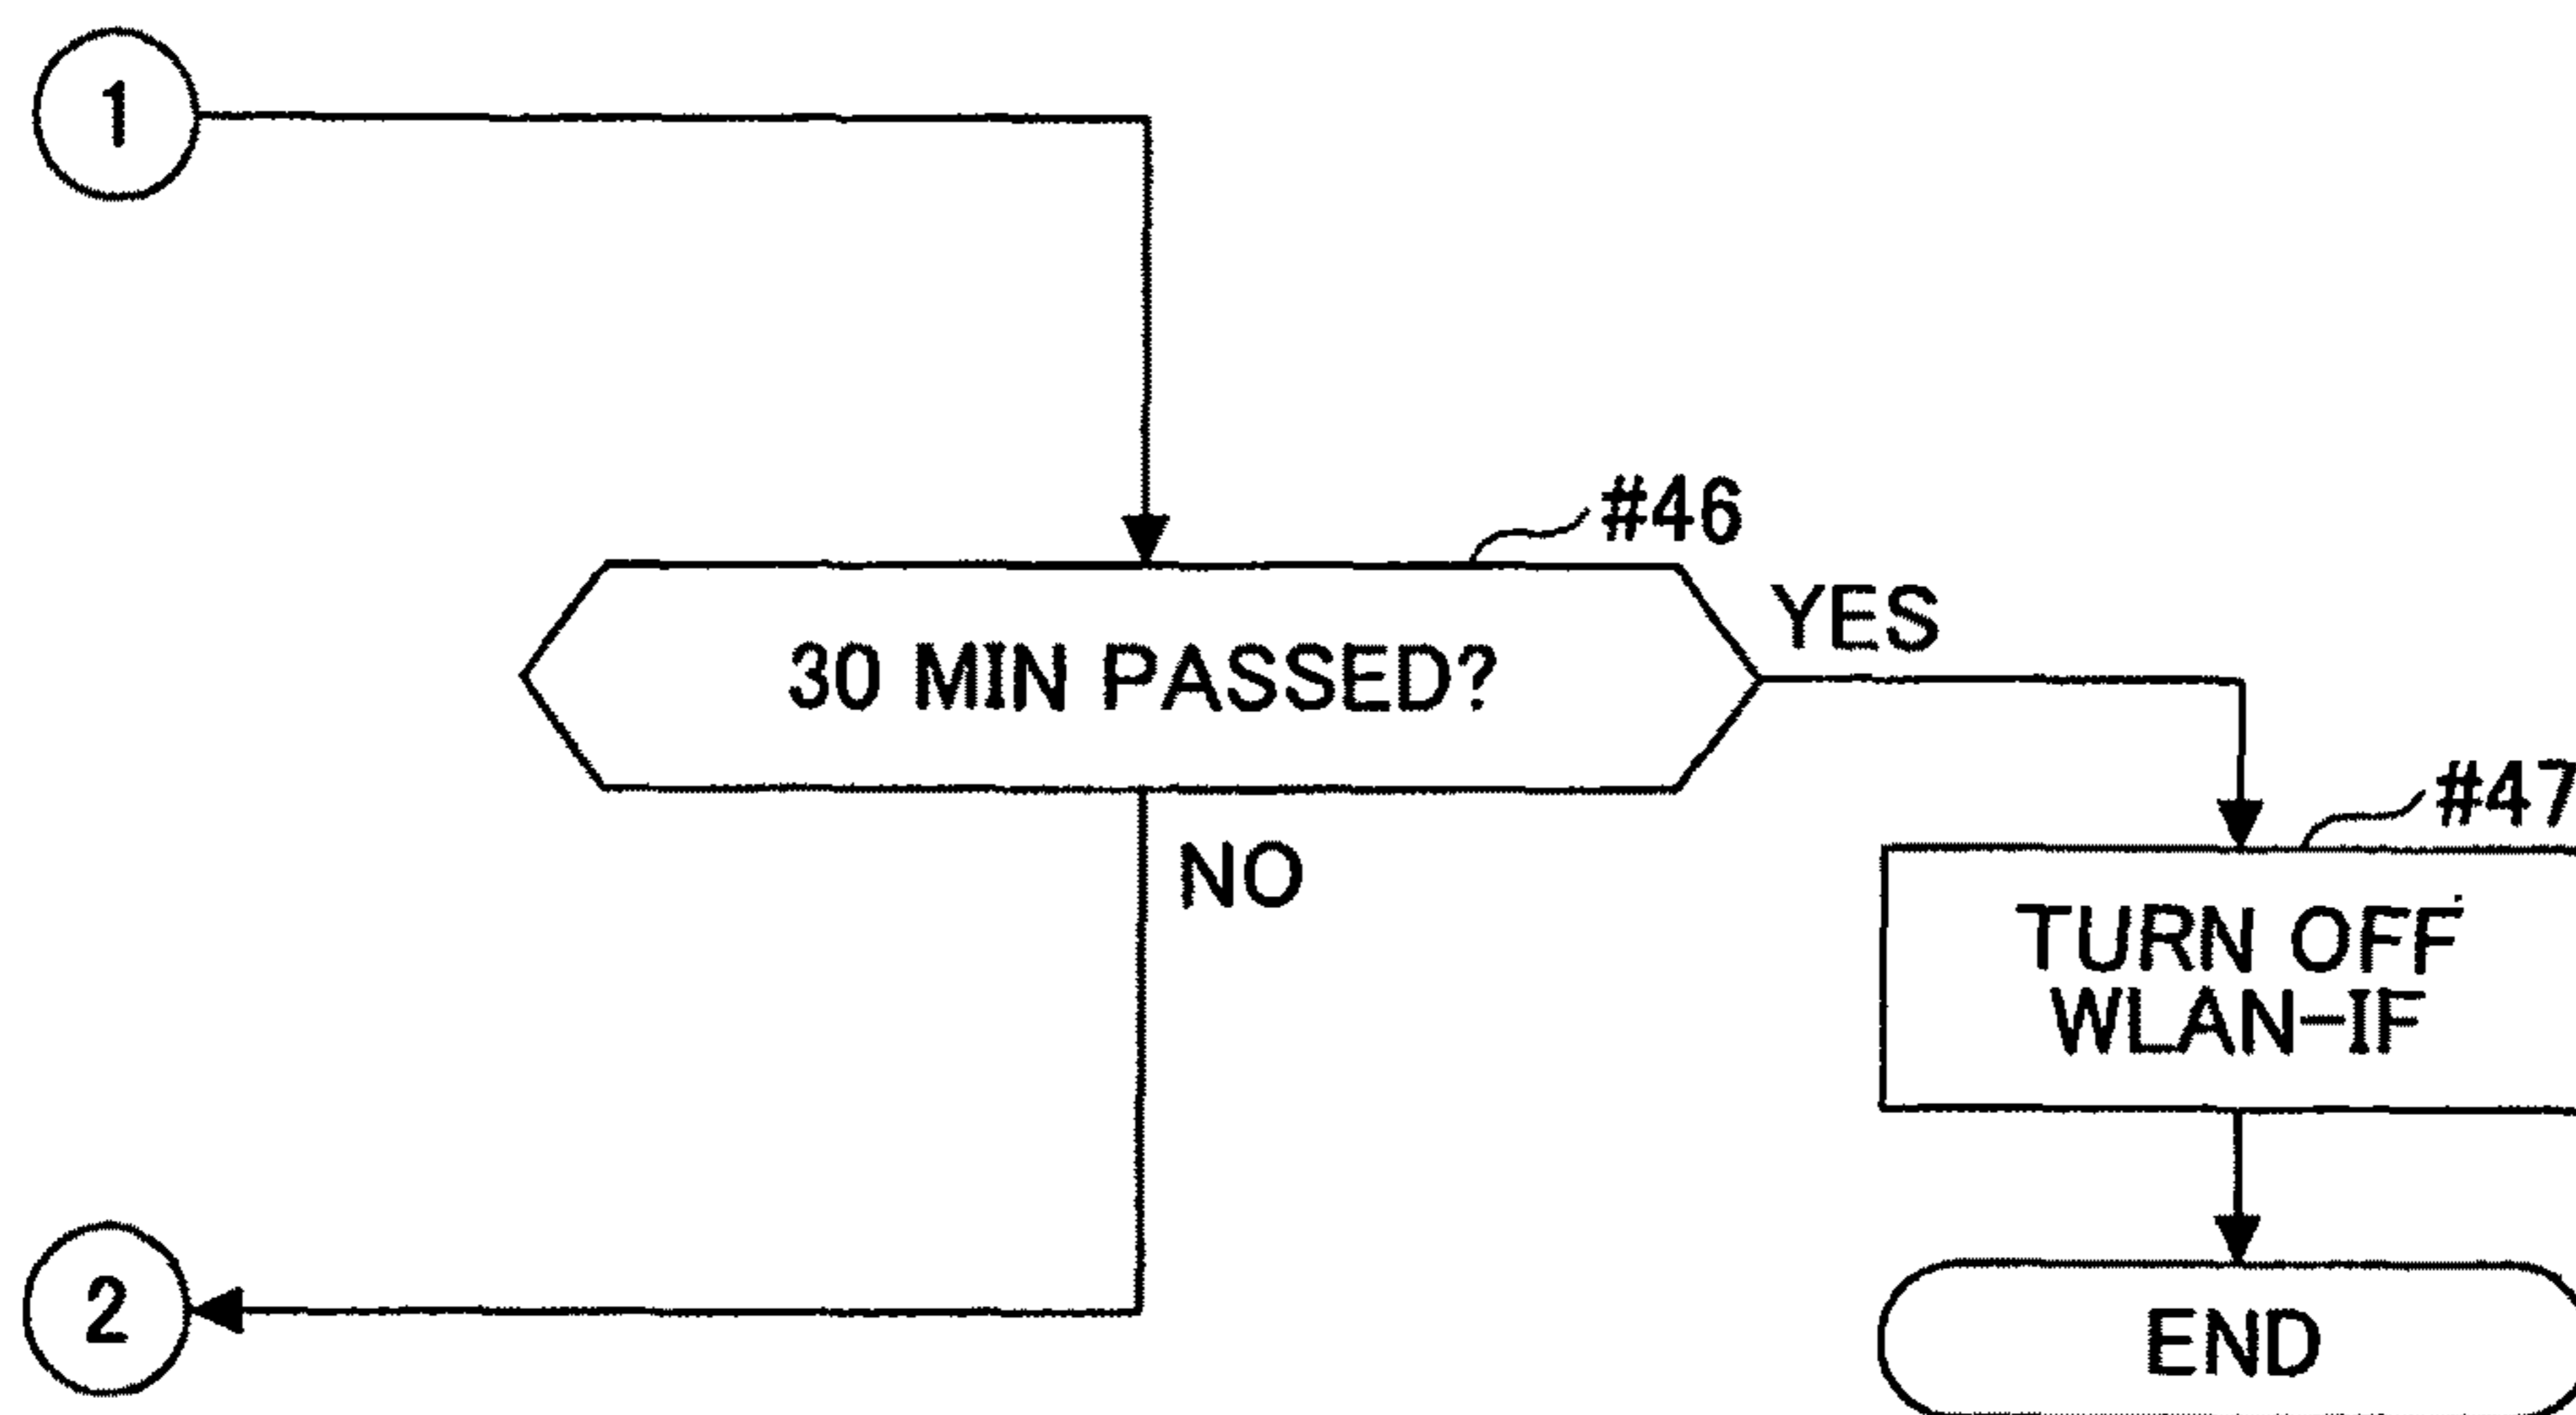 1
#46
30 MIN PASSED?
YES
NO
#47
TURN OFF
WLAN-IF
2
END